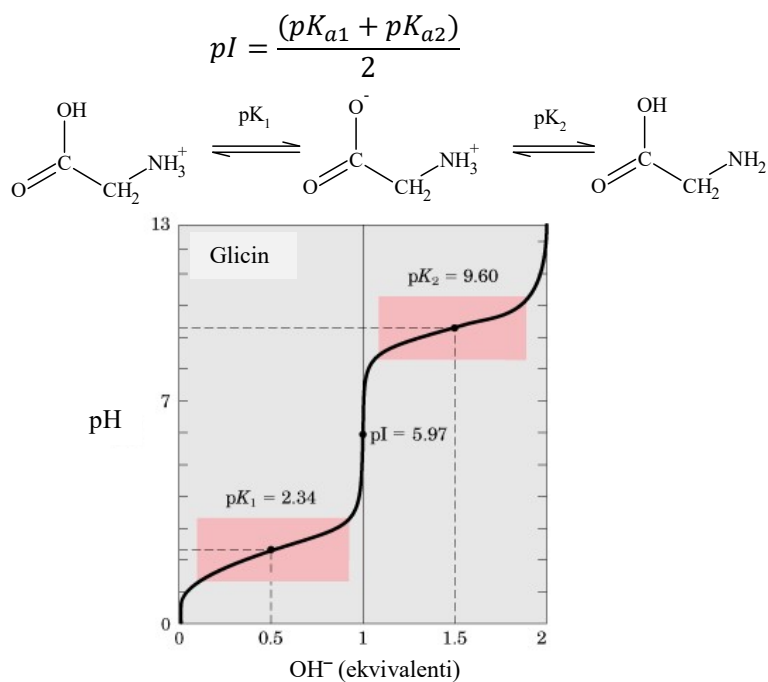 pI = (pKa1 + pKa2) / 2
OH O C CH2 NH3+
pK1
O- O C CH2 NH3+
pK2
OH O C CH2 NH2
13
Glicin
pK2 = 9.60
7
pH
pI = 5.97
pK1 = 2.34
0
0 0.5 1 1.5 2
OH– (ekvivalenti)